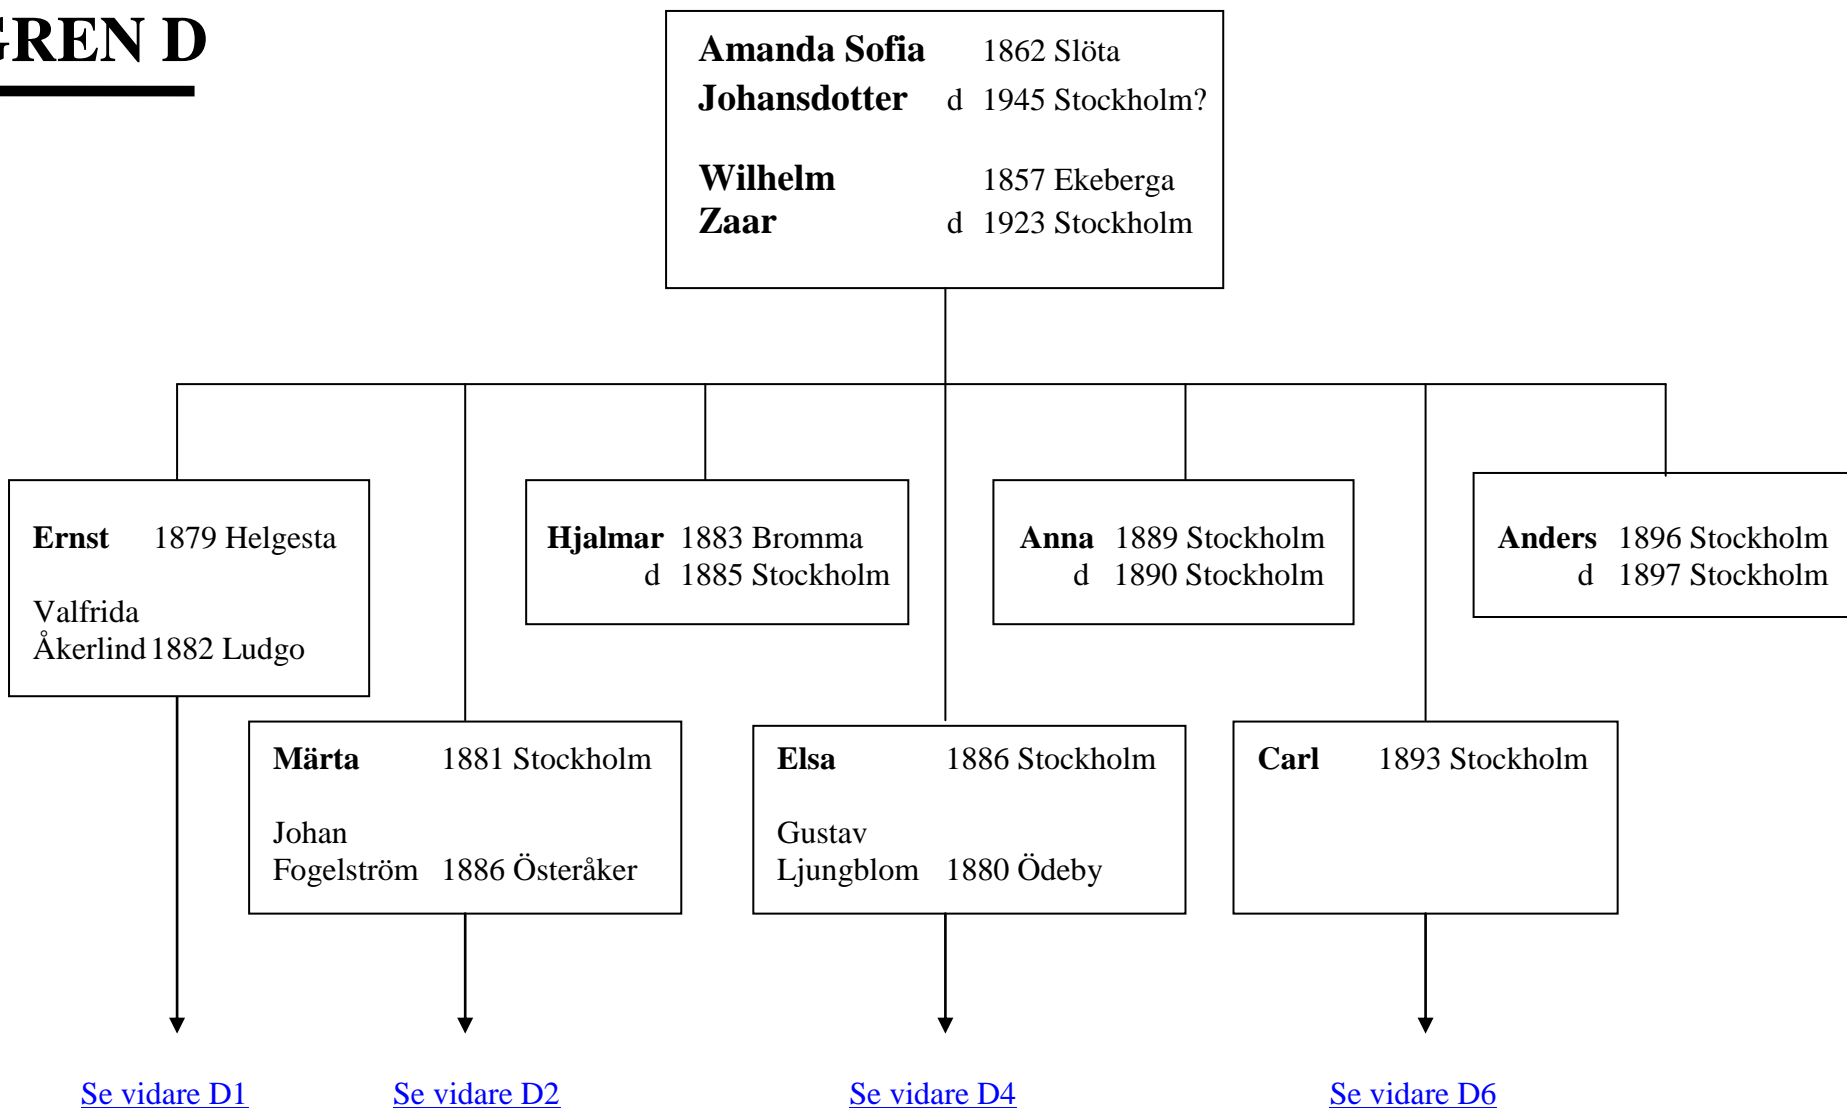 GREN D
Amanda Sofia 1862 Slöta
Johansdotter d 1945 Stockholm?
Wilhelm 1857 Ekeberga
Zaar d 1923 Stockholm
Ernst 1879 Helgesta
Valfrida
Åkerlind 1882 Ludgo
Hjalmar 1883 Bromma
d 1885 Stockholm
Anna 1889 Stockholm
d 1890 Stockholm
Anders 1896 Stockholm
d 1897 Stockholm
Märta 1881 Stockholm
Johan
Fogelström 1886 Österåker
Elsa 1886 Stockholm
Gustav
Ljungblom 1880 Ödeby
Carl 1893 Stockholm
Se vidare D1
Se vidare D2
Se vidare D4
Se vidare D6